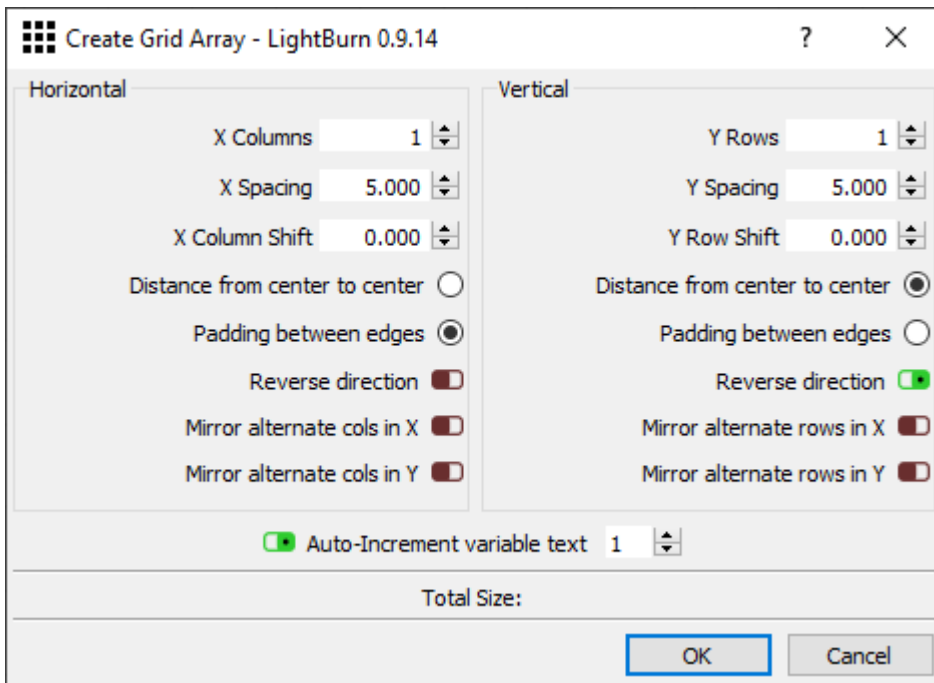 Create Grid Array - LightBurn 0.9.14 ?
Horizontal
X Columns 1
X Spacing 5.000
X Column Shift 0.000
Distance from center to center
Padding between edges
Reverse direction
Mirror alternate cols in X
Mirror alternate cols in Y
Vertical
Y Rows 1
Y Spacing 5.000
Y Row Shift 0.000
Distance from center to center
Padding between edges
Reverse direction
Mirror alternate rows in X
Mirror alternate rows in Y
Auto-Increment variable text 1
Total Size:
OK Cancel